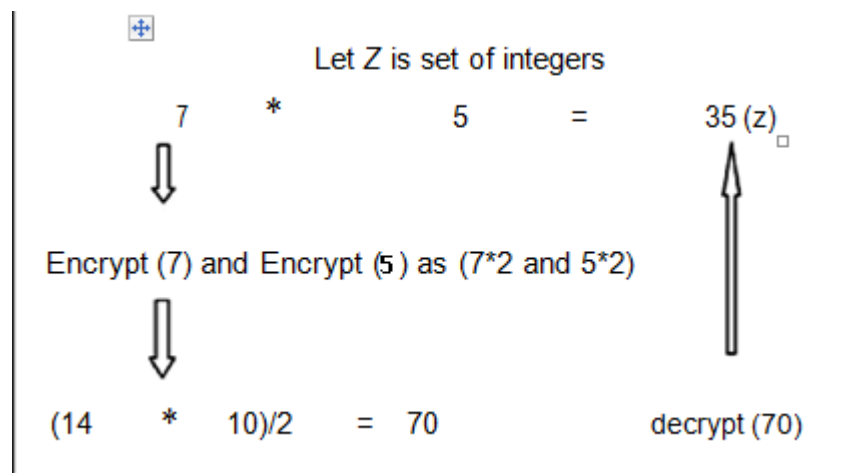 Let Z is set of integers
7 * 5 = 35 (z)
Encrypt (7) and Encrypt (5) as (7*2 and 5*2)
(14 * 10)/2 = 70 decrypt (70)